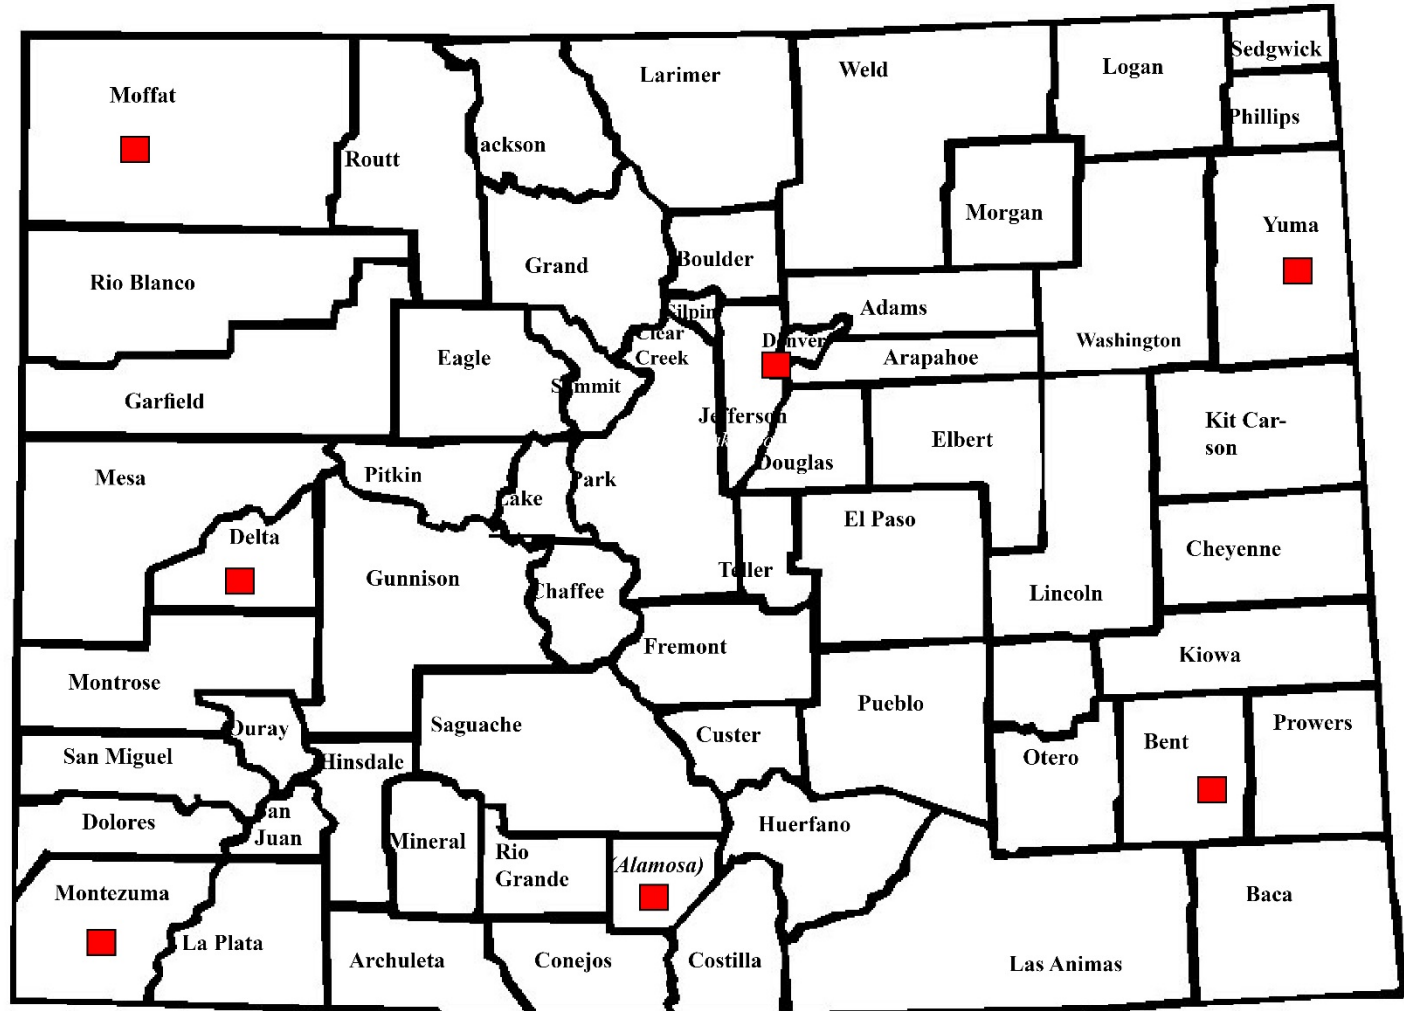 Sedgwick
Larimer
Weld
Logan
Moffat
Phillips
Routt
ackson
Morgan
Yuma
Rio Blanco
Grand
Boulder
Adams
ilpin
Clear
Creek
Denver
Washington
Eagle
Arapahoe
Summit
Garfield
Jefferson
Kit Car-
son
Elbert
Douglas
Mesa
Pitkin
Lake
Park
El Paso
Delta
Cheyenne
Gunnison
Teller
Chaffee
Lincoln
Fremont
Kiowa
Montrose
Pueblo
Saguache
Custer
Prowers
Ouray
Bent
San Miguel
Hinsdale
Otero
Dolores
San
Juan
Mineral
Huerfano
Rio
Grande
(Alamosa)
Montezuma
Baca
La Plata
Archuleta
Conejos
Costilla
Las Animas